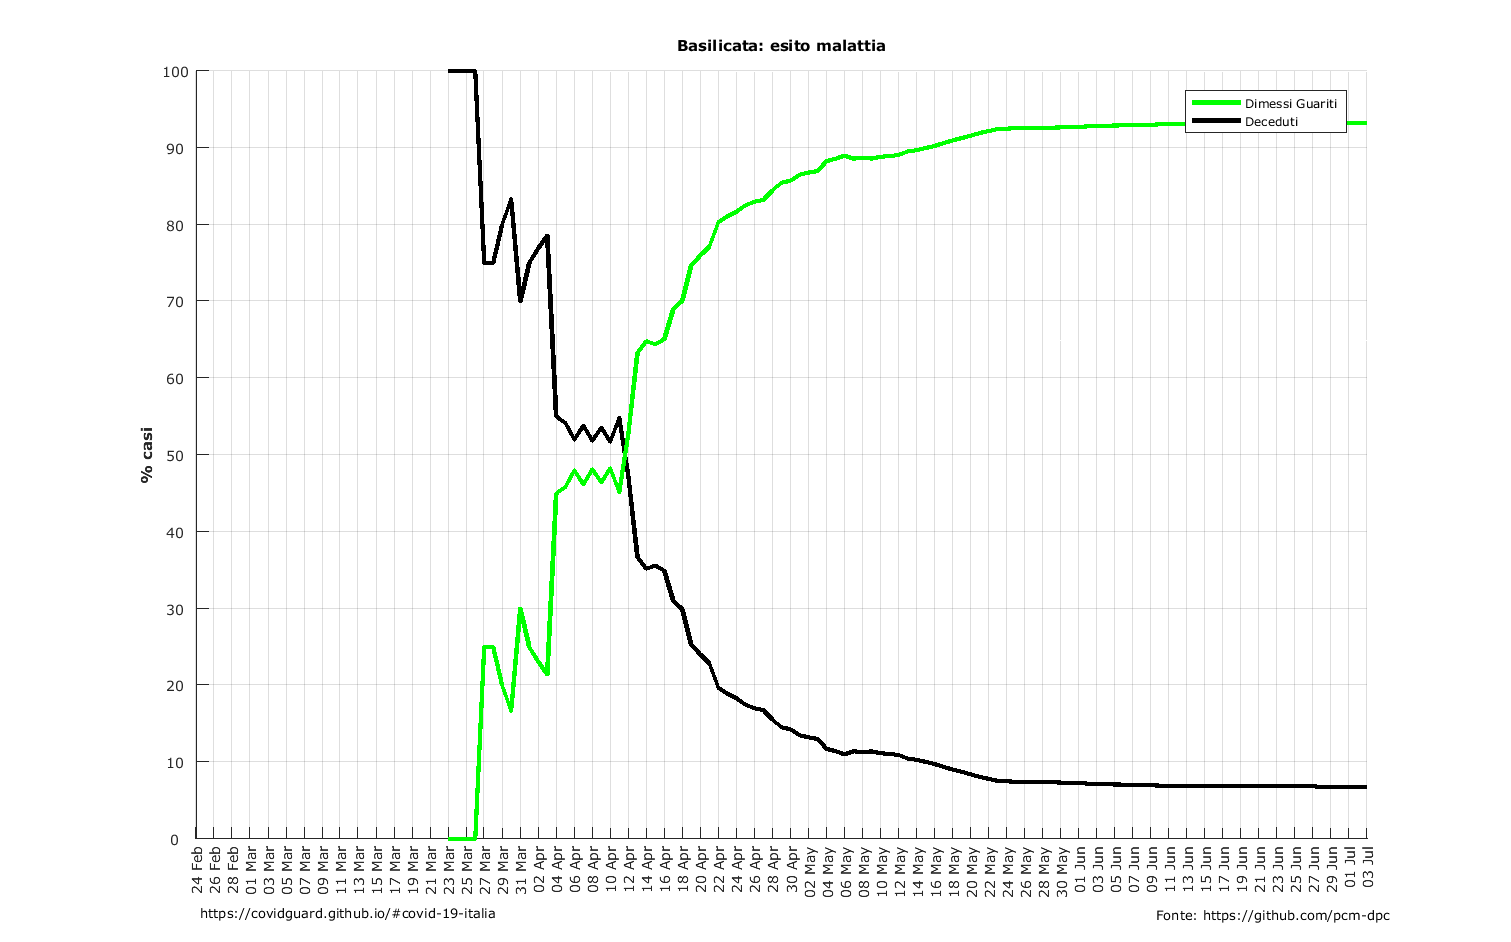 Basilicata: esito malattia
Dimessi Guariti
Deceduti
% casi
100
90
80
70
60
50
40
30
20
10
0
24 Feb
26 Feb
28 Feb
01 Mar
03 Mar
05 Mar
07 Mar
09 Mar
11 Mar
13 Mar
15 Mar
17 Mar
19 Mar
21 Mar
23 Mar
25 Mar
27 Mar
29 Mar
31 Mar
02 Apr
04 Apr
06 Apr
08 Apr
10 Apr
12 Apr
14 Apr
16 Apr
18 Apr
20 Apr
22 Apr
24 Apr
26 Apr
28 Apr
30 Apr
02 May
04 May
06 May
08 May
10 May
12 May
14 May
16 May
18 May
20 May
22 May
24 May
26 May
28 May
30 May
01 Jun
03 Jun
05 Jun
07 Jun
09 Jun
11 Jun
13 Jun
15 Jun
17 Jun
19 Jun
21 Jun
23 Jun
25 Jun
27 Jun
29 Jun
01 Jul
03 Jul
https://covidguard.github.io/#covid-19-italia
Fonte: https://github.com/pcm-dpc